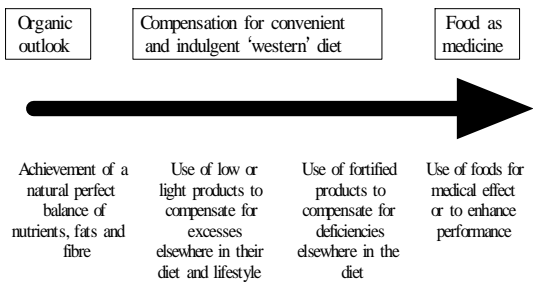 Organic
outlook
Compensation for convenient
and indulgent ‘western’ diet
Food as
medicine
Achievement of a
natural perfect
balance of
nutrients, fats and
fibre
Use of low or
light products to
compensate for
excesses
elsewhere in their
diet and lifestyle
Use of fortified
products to
compensate for
deficiencies
elsewhere in the
diet
Use of foods for
medical effect
or to enhance
performance